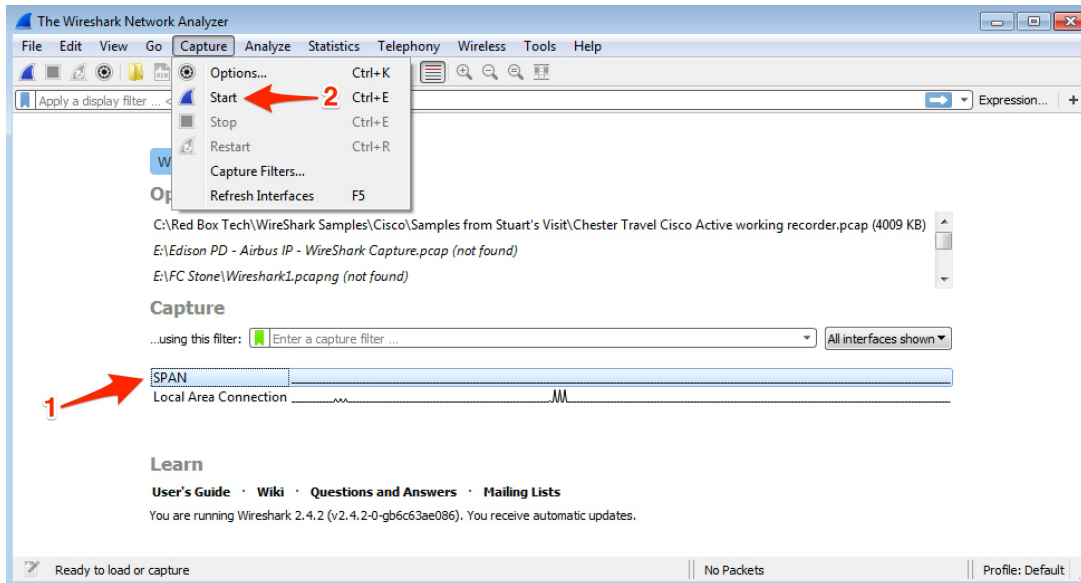 The Wireshark Network Analyzer
File Edit View Go Capture Analyze Statistics Telephony Wireless Tools Help
Options... Ctrl+K
Apply a display filter ... < Expression... +
Start 2 Ctrl+E
Stop Ctrl+E
Restart Ctrl+R
W
Capture Filters...
Op
Refresh Interfaces F5
C:\Red Box Tech\WireShark Samples\Cisco\Samples from Stuart's Visit\Chester Travel Cisco Active working recorder.pcap (4009 KB)
E:\Edison PD - Airbus IP - WireShark Capture.pcap (not found)
E:\FC Stone\Wireshark1.pcapng (not found)
Capture
...using this filter: Enter a capture filter ... All interfaces shown
SPAN
1
Local Area Connection
Learn
User's Guide · Wiki · Questions and Answers · Mailing Lists
You are running Wireshark 2.4.2 (v2.4.2-0-gb6c63ae086). You receive automatic updates.
Ready to load or capture No Packets Profile: Default